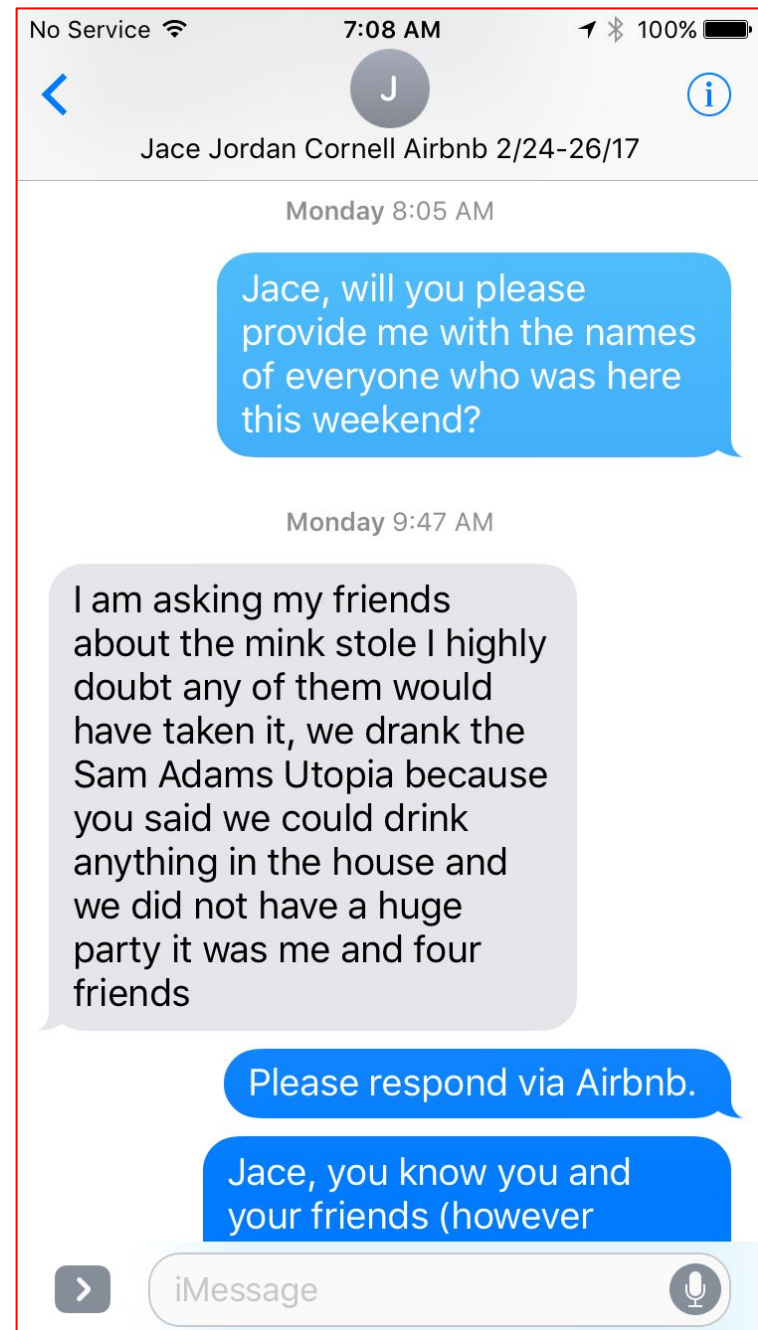 No Service 7:08 AM 100%
J
i
Jace Jordan Cornell Airbnb 2/24-26/17
Monday 8:05 AM
Jace, will you please
provide me with the names
of everyone who was here
this weekend?
Monday 9:47 AM
I am asking my friends
about the mink stole I highly
doubt any of them would
have taken it, we drank the
Sam Adams Utopia because
you said we could drink
anything in the house and
we did not have a huge
party it was me and four
friends
Please respond via Airbnb.
Jace, you know you and
your friends (however
iMessage